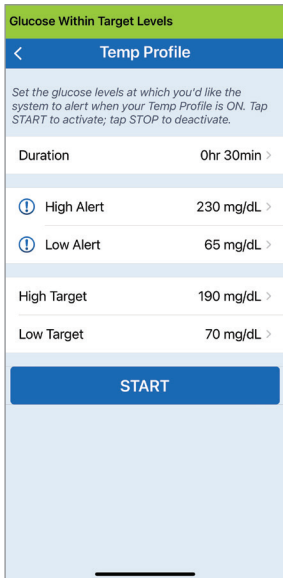 Glucose Within Target Levels
Temp Profile
Set the glucose levels at which you'd like the
system to alert when your Temp Profile is ON. Tap
START to activate; tap STOP to deactivate.
Duration 0hr 30min
High Alert 230 mg/dL
Low Alert 65 mg/dL
High Target 190 mg/dL
Low Target 70 mg/dL
START